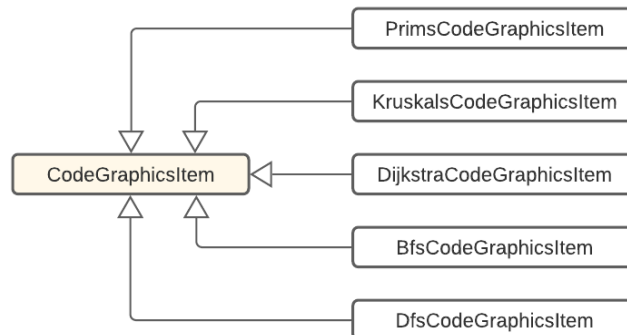 PrimsCodeGraphicsItem
KruskalsCodeGraphicsItem
CodeGraphicsItem
DijkstraCodeGraphicsItem
BfsCodeGraphicsItem
DfsCodeGraphicsItem